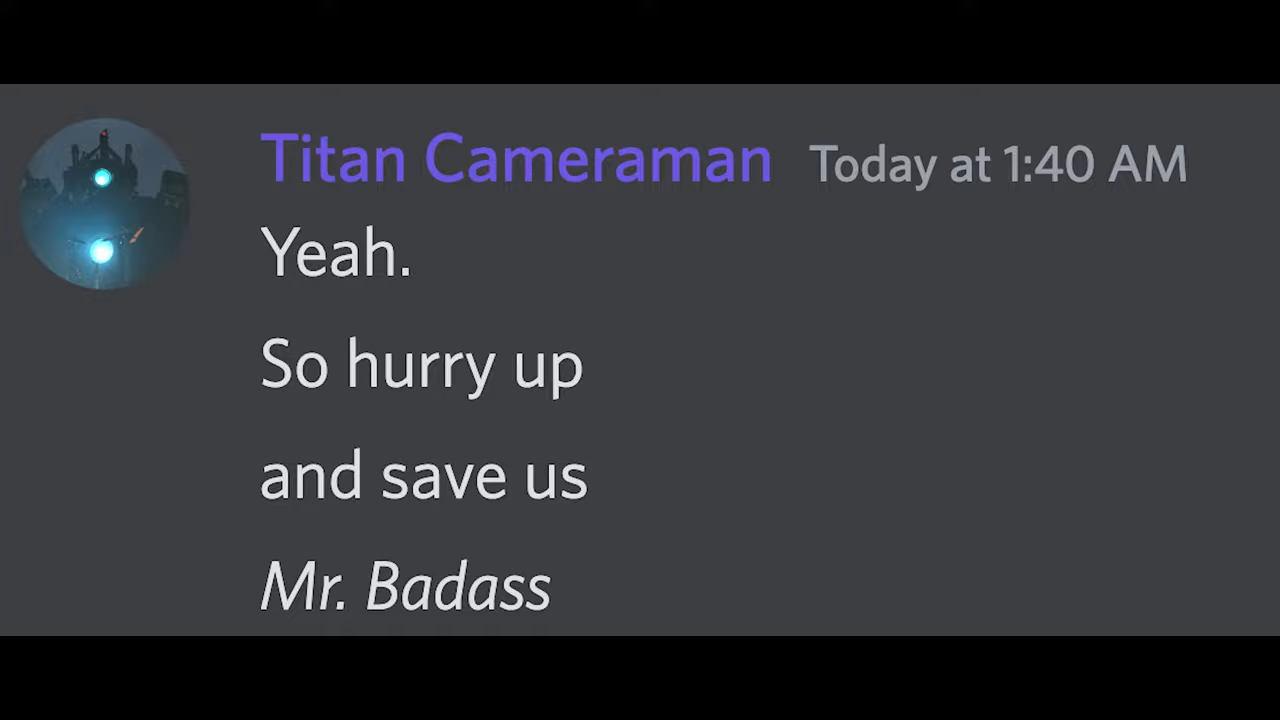 Titan Cameraman Today at 1:40 AM
Yeah.
So hurry up
and save us
Mr. Badass